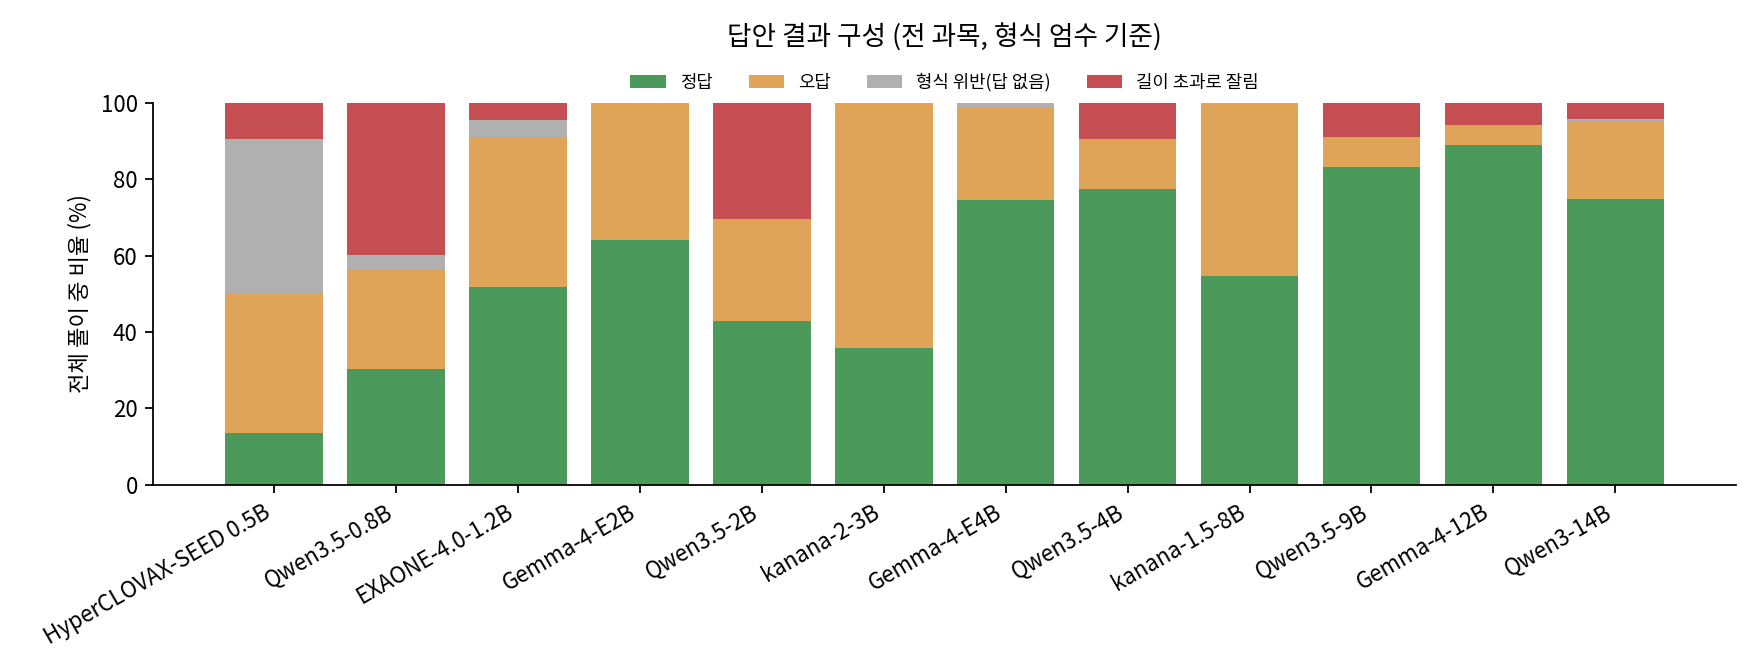 답안 결과 구성 (전 과목, 형식 엄수 기준)
정답 오답 형식 위반(답 없음) 길이 초과로 잘림
전체 풀이 중 비율 (%)
100
80
60
40
20
0
HyperCLOVAX-SEED 0.5B
Qwen3.5-0.8B
EXAONE-4.0-1.2B
Gemma-4-E2B
Qwen3.5-2B
kanana-2-3B
Gemma-4-E4B
Qwen3.5-4B
kanana-1.5-8B
Qwen3.5-9B
Gemma-4-12B
Qwen3-14B